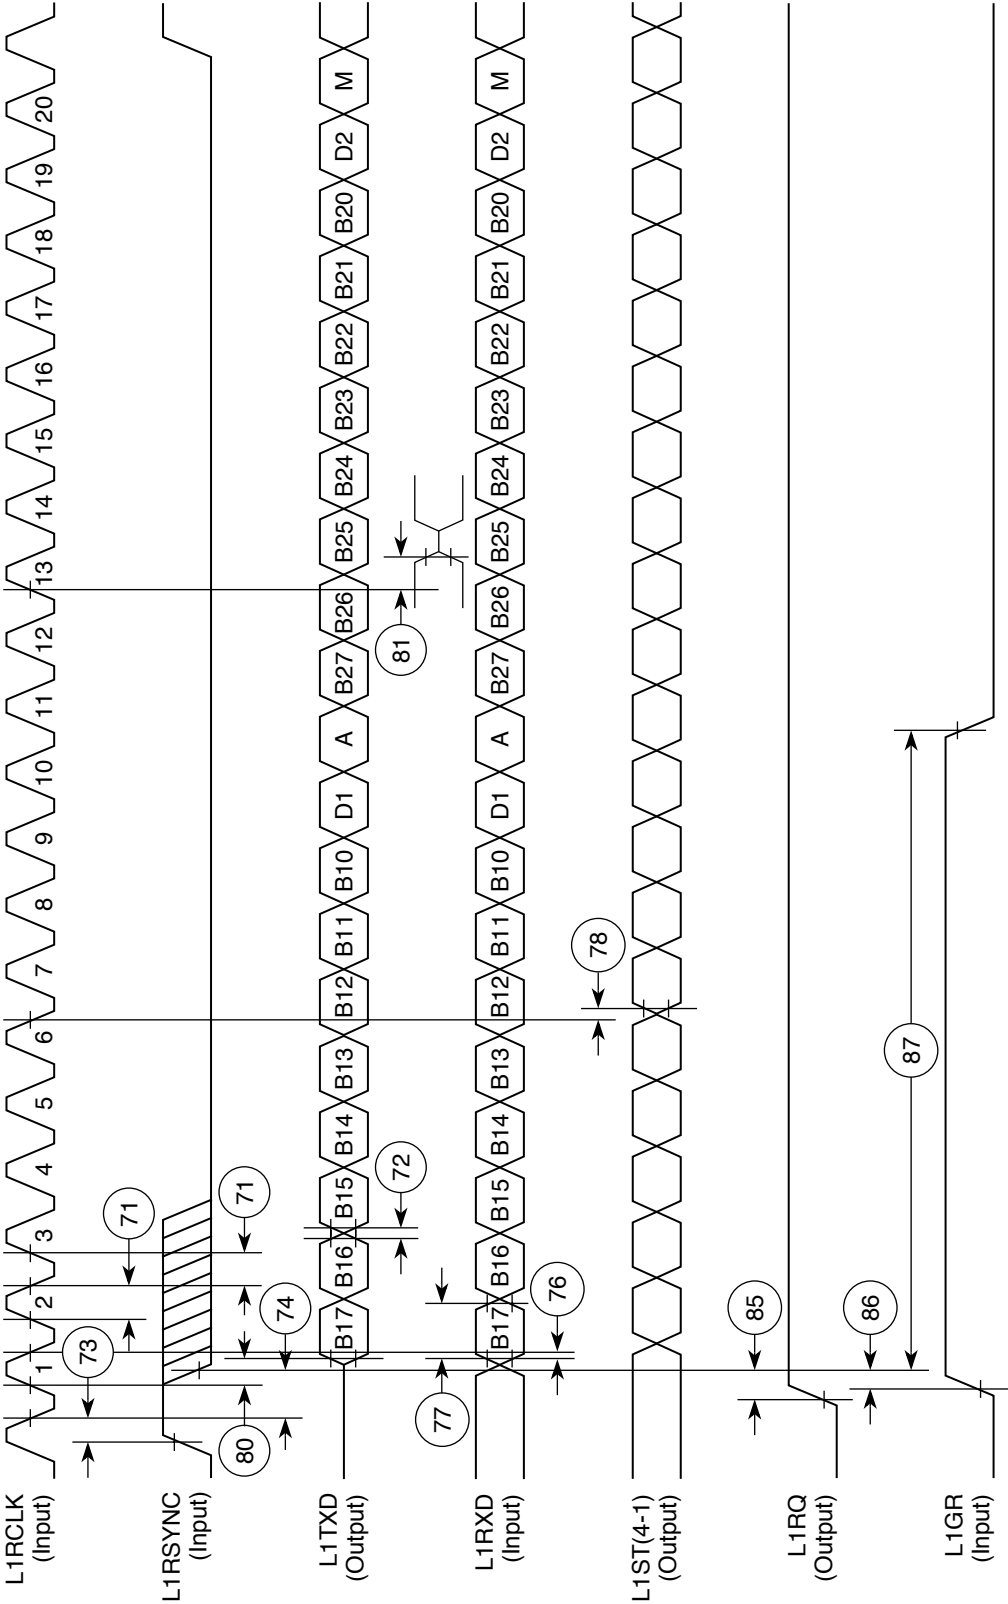 L1RCLK
(Input)
1 2 3 4 5 6 7 8 9 10 11 12 13 14 15 16 17 18 19 20
73
71
L1RSYNC
(Input)
80
74
71
L1TXD
(Output)
B17 B16 B15 B14 B13 B12 B11 B10 D1 A B27 B26 B25 B24 B23 B22 B21 B20 D2 M
72
81
77
L1RXD
(Input)
B17 B16 B15 B14 B13 B12 B11 B10 D1 A B27 B26 B25 B24 B23 B22 B21 B20 D2 M
76
78
L1ST(4-1)
(Output)
85
L1RQ
(Output)
86
87
L1GR
(Input)